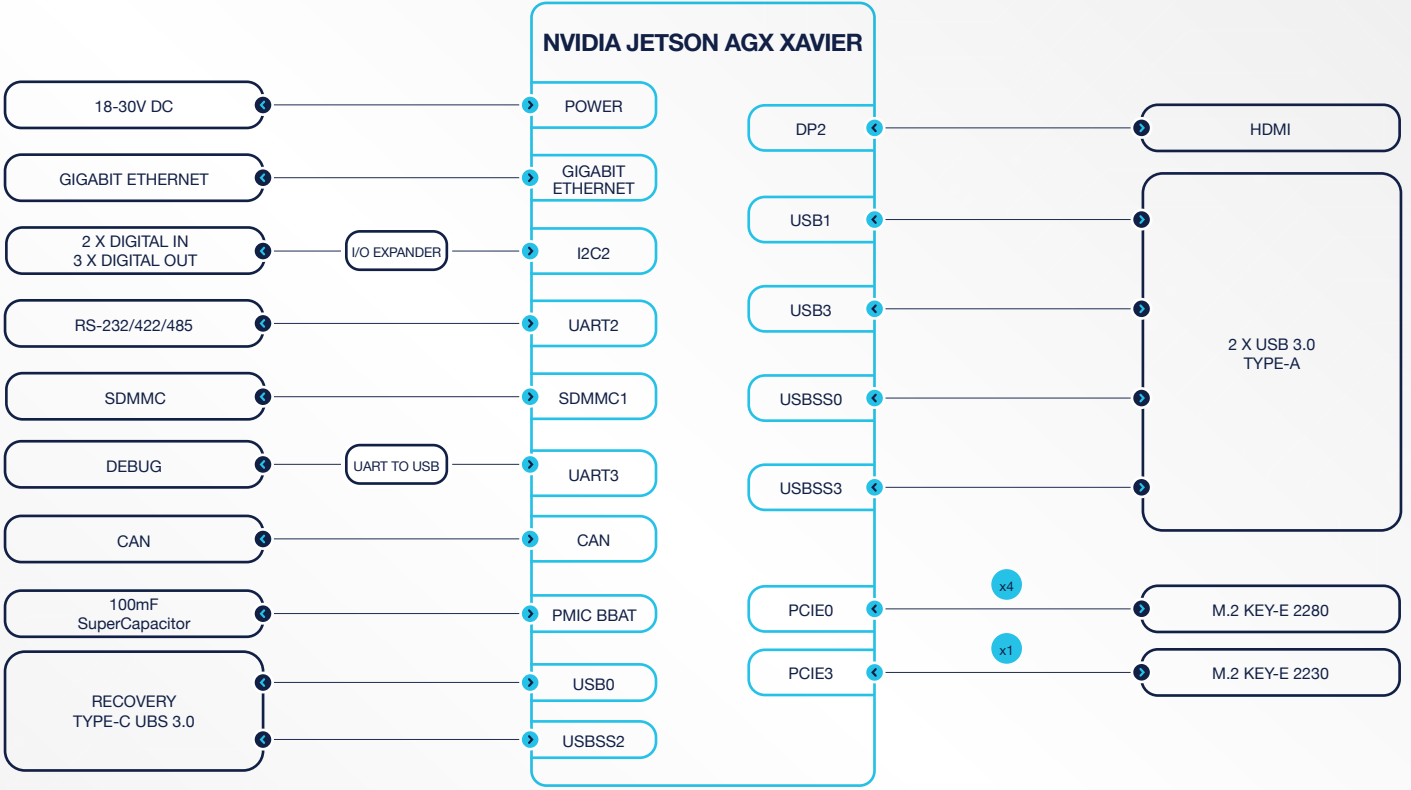 NVIDIA JETSON AGX XAVIER
18-30V DC
POWER
GIGABIT ETHERNET
GIGABIT
ETHERNET
2 X DIGITAL IN
3 X DIGITAL OUT
I/O EXPANDER
I2C2
RS-232/422/485
UART2
SDMMC
SDMMC1
DEBUG
UART TO USB
UART3
CAN
CAN
100mF
SuperCapacitor
PMIC BBAT
RECOVERY
TYPE-C UBS 3.0
USB0
USBSS2
DP2
HDMI
USB1
USB3
USBSS0
USBSS3
2 X USB 3.0
TYPE-A
PCIE0
x4
M.2 KEY-E 2280
PCIE3
x1
M.2 KEY-E 2230